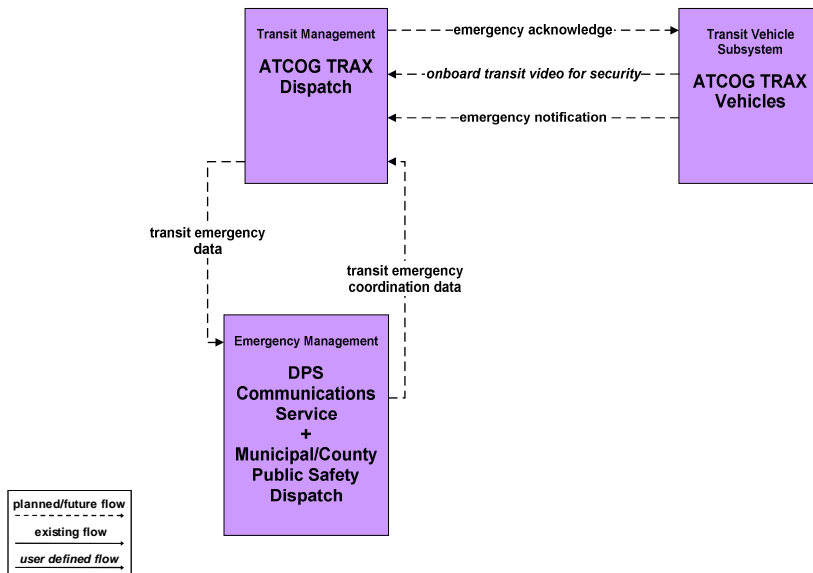 Transit Management
ATCOG TRAX
Dispatch
emergency acknowledge
onboard transit video for security
emergency notification
Transit Vehicle
Subsystem
ATCOG TRAX
Vehicles
transit emergency
data
transit emergency
coordination data
Emergency Management
DPS
Communications
Service
+
Municipal/County
Public Safety
Dispatch
planned/future flow
existing flow
user defined flow